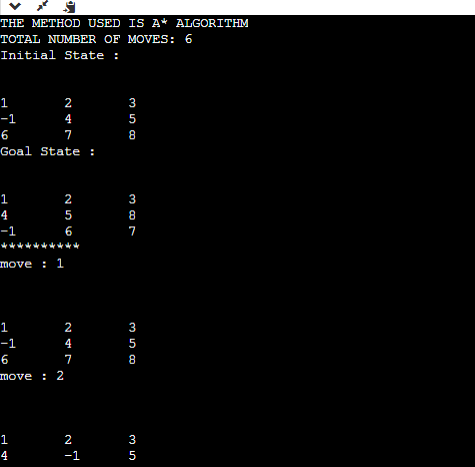 THE METHOD USED IS A* ALGORITHM
TOTAL NUMBER OF MOVES: 6
Initial State :
1 2 3
-1 4 5
6 7 8
Goal State :
1 2 3
4 5 8
-1 6 7
**********
move : 1
1 2 3
-1 4 5
6 7 8
move : 2
1 2 3
4 -1 5